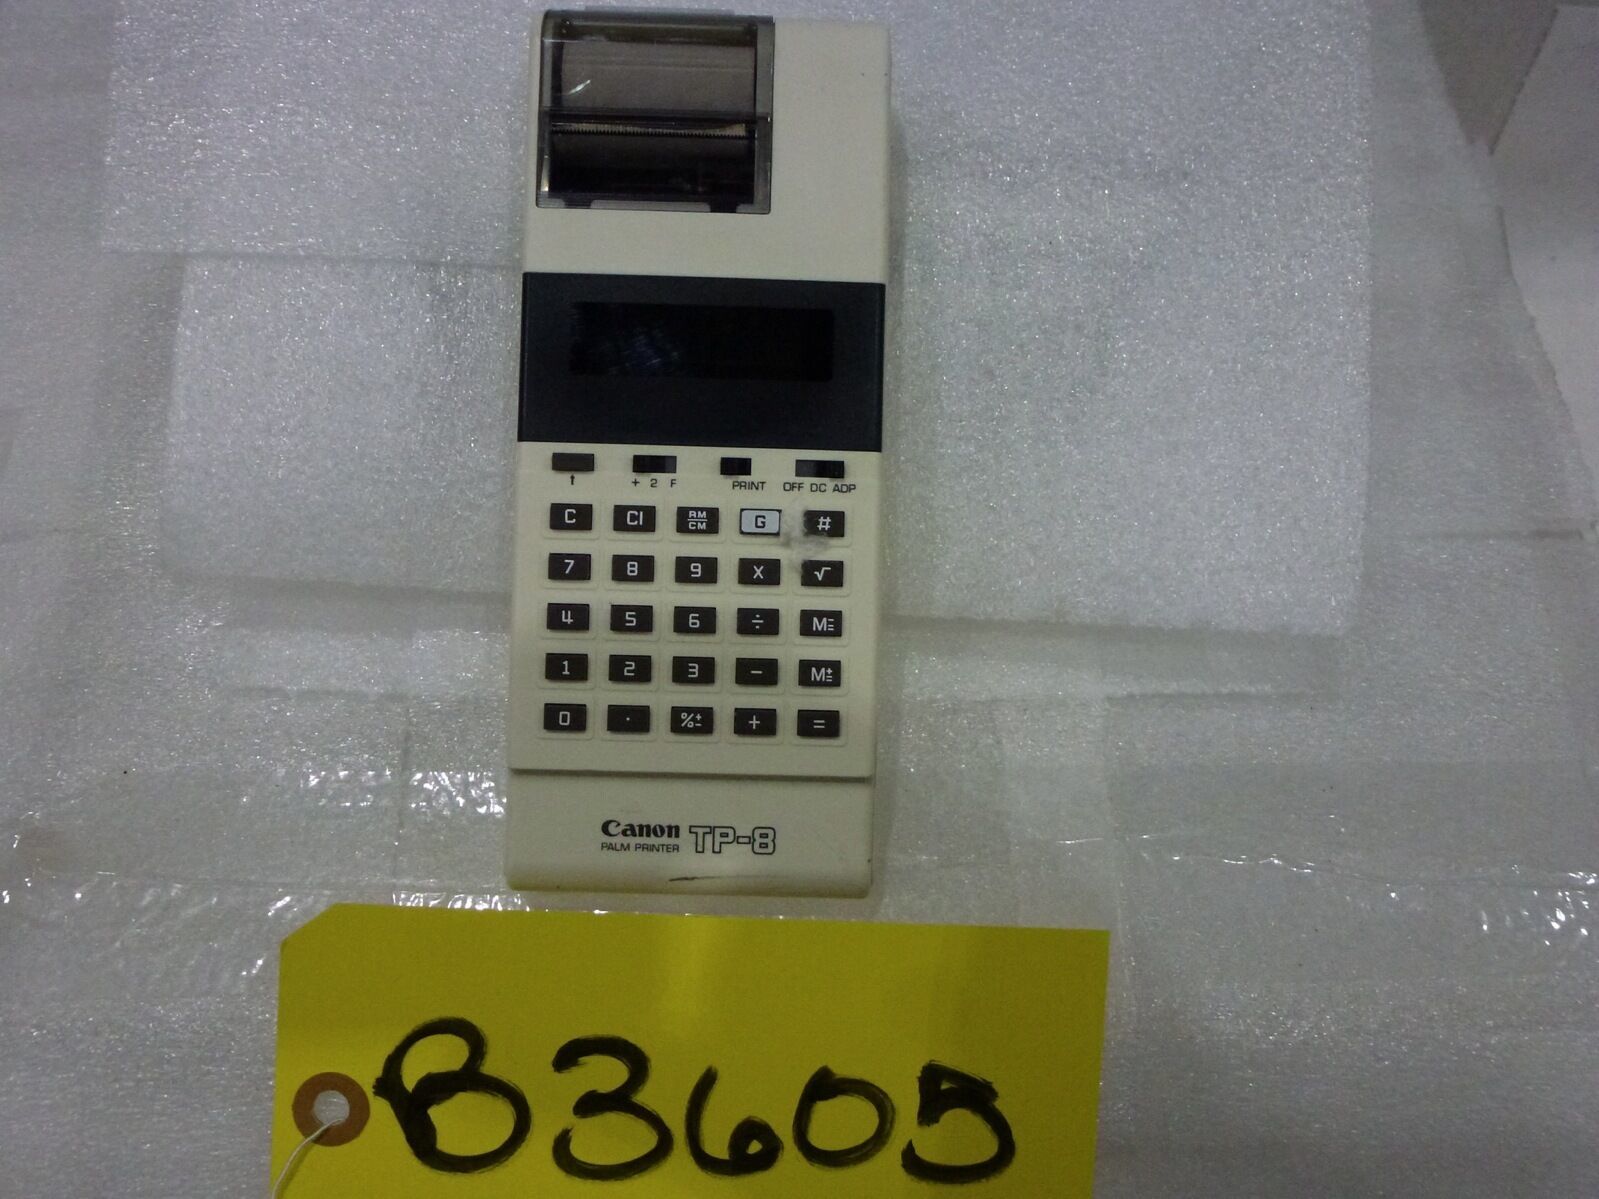 ↑ + 2 F PRINT OFF DC ADP
C CI RM/CM G #
7 8 9 X √
4 5 6 ÷ M=
1 2 3 - M±
0 . %± + =
Canon TP-8
PALM PRINTER
B3605